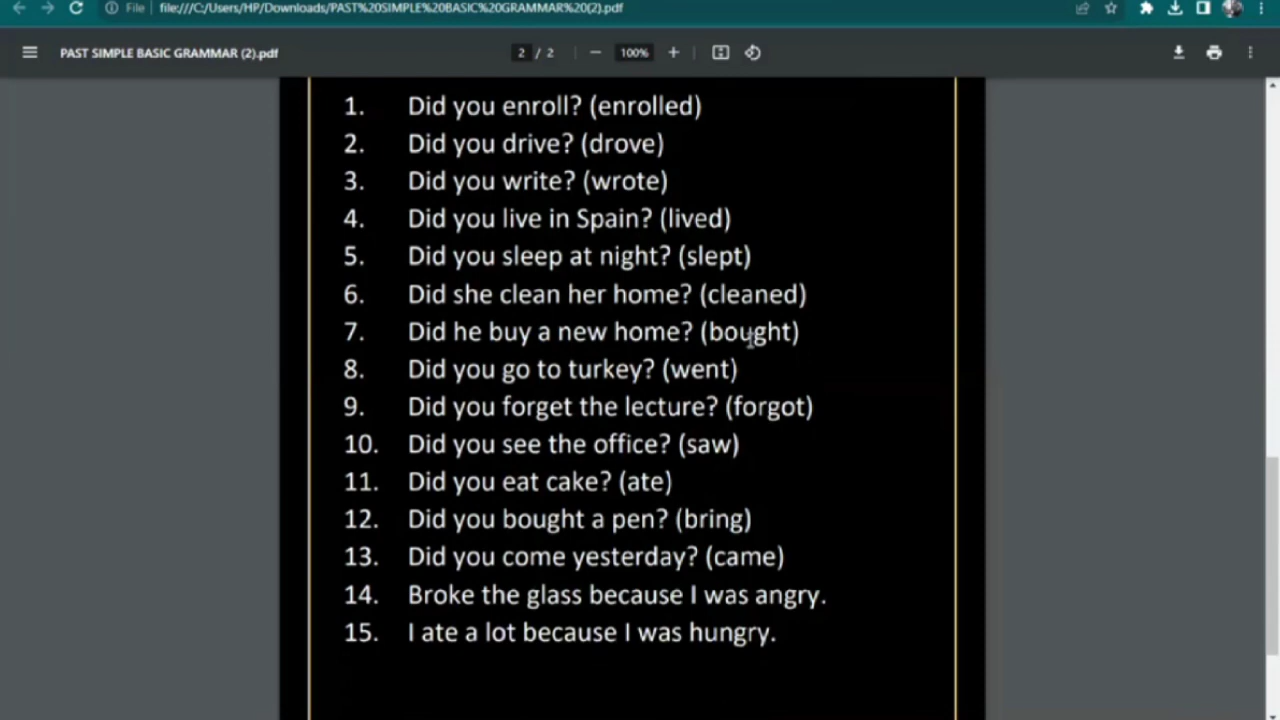 File file:///C:/Users/HP/Downloads/PAST%20SIMPLE%20BASIC%20GRAMMAR%20(2).pdf
PAST SIMPLE BASIC GRAMMAR (2).pdf 2 / 2 − 100% +
1. Did you enroll? (enrolled)
2. Did you drive? (drove)
3. Did you write? (wrote)
4. Did you live in Spain? (lived)
5. Did you sleep at night? (slept)
6. Did she clean her home? (cleaned)
7. Did he buy a new home? (bought)
8. Did you go to turkey? (went)
9. Did you forget the lecture? (forgot)
10. Did you see the office? (saw)
11. Did you eat cake? (ate)
12. Did you bought a pen? (bring)
13. Did you come yesterday? (came)
14. Broke the glass because I was angry.
15. I ate a lot because I was hungry.